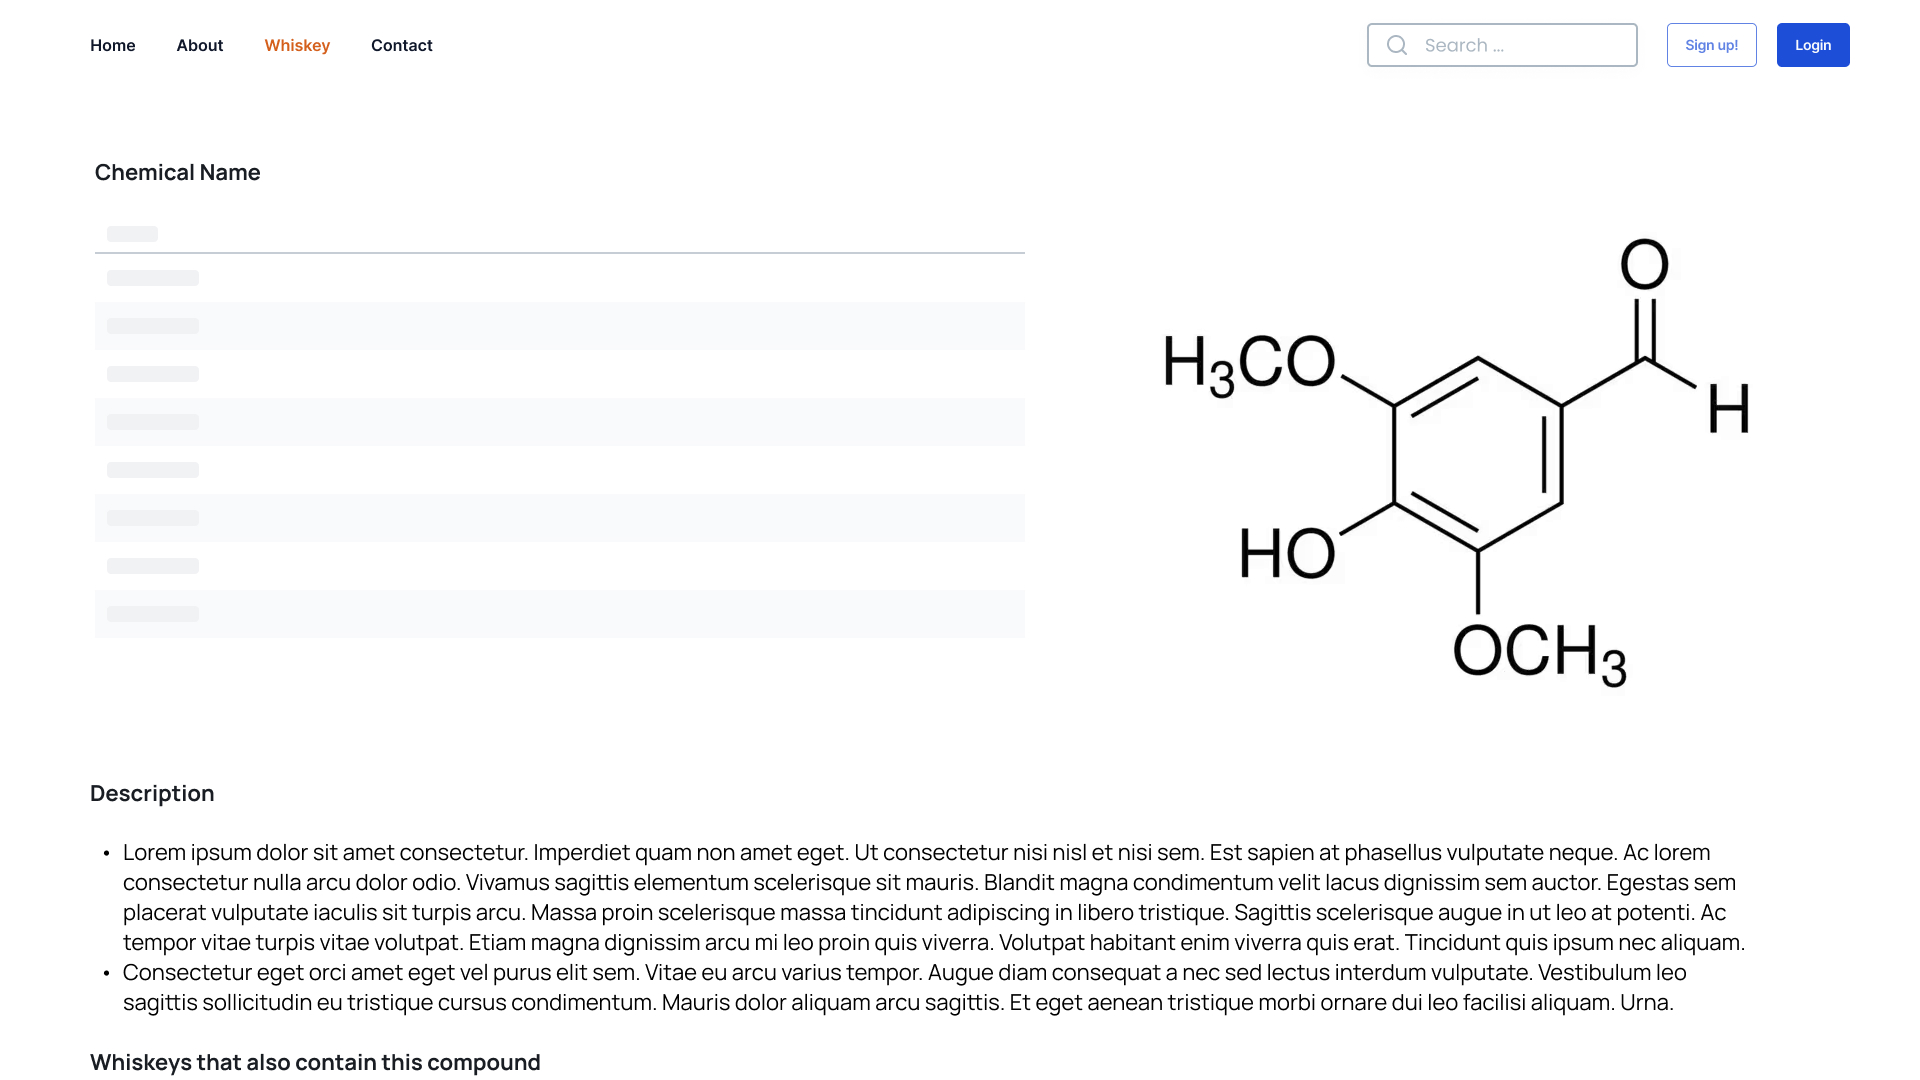 Home About Whiskey Contact Search ... Sign up! Login
Chemical Name
O
H₃CO
H
HO
OCH₃
Description
• Lorem ipsum dolor sit amet consectetur. Imperdiet quam non amet eget. Ut consectetur nisi nisl et nisi sem. Est sapien at phasellus vulputate neque. Ac lorem
consectetur nulla arcu dolor odio. Vivamus sagittis elementum scelerisque sit mauris. Blandit magna condimentum velit lacus dignissim sem auctor. Egestas sem
placerat vulputate iaculis sit turpis arcu. Massa proin scelerisque massa tincidunt adipiscing in libero tristique. Sagittis scelerisque augue in ut leo at potenti. Ac
tempor vitae turpis vitae volutpat. Etiam magna dignissim arcu mi leo proin quis viverra. Volutpat habitant enim viverra quis erat. Tincidunt quis ipsum nec aliquam.
• Consectetur eget orci amet eget vel purus elit sem. Vitae eu arcu varius tempor. Augue diam consequat a nec sed lectus interdum vulputate. Vestibulum leo
sagittis sollicitudin eu tristique cursus condimentum. Mauris dolor aliquam arcu sagittis. Et eget aenean tristique morbi ornare dui leo facilisi aliquam. Urna.
Whiskeys that also contain this compound